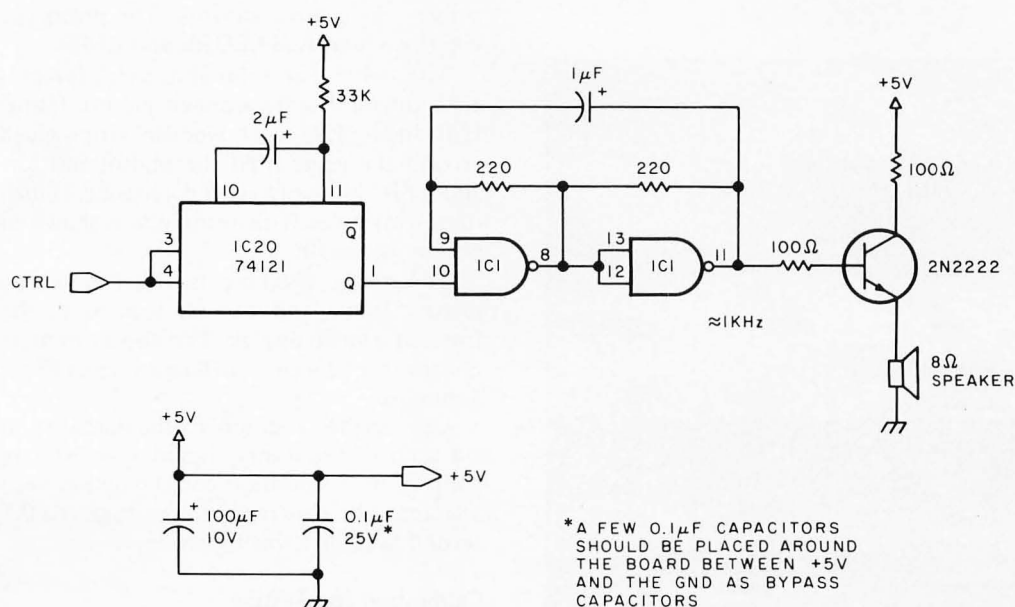 +5V
33K
2µF
+
10
11
3
4
IC20
74121
Q̅
Q
1
CTRL
1µF
+
220
220
9
10
IC1
8
13
12
IC1
11
≈1KHz
100Ω
+5V
100Ω
2N2222
8Ω
SPEAKER
+5V
+5V
+
100µF
10V
0.1µF
25V*
*A FEW 0.1µF CAPACITORS
SHOULD BE PLACED AROUND
THE BOARD BETWEEN +5V
AND THE GND AS BYPASS
CAPACITORS